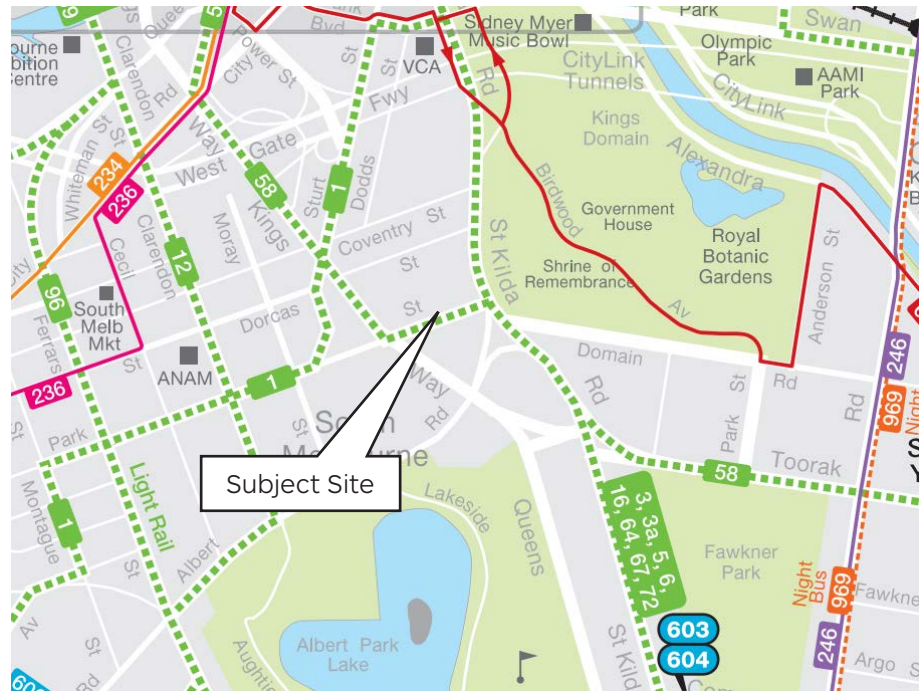 Clarendon
Rd
Power St
City
Blvd
St
VCA
Fwy
Rd
Sidney Myer
Music Bowl
Park
Swan
Olympic
Park
AAMI
Park
CityLink
Tunnels
CityLink
Kings
Domain
Alexandra
Whiteman St
234
236
Way
West Gate
58
Kings
Sturt
Dodds
1
Birdwood
Government
House
Royal
Botanic
Gardens
Shrine of
Remembrance
Av
Anderson St
St Kilda
Rd
Coventry St
St
St
Moray
Dorcas
St
Clarendon
12
Cecil
96
Ferrars
South
Melb
Mkt
ANAM
236
1
Park
St
Light Rail
Montague
1
St
Av
St
Albert
Rd
St
Way
Rd
Subject Site
Domain
Rd
Park St
Rd
246
969
Night
58
Toorak
Lakeside
Queens
3, 3a, 5, 6,
16, 64, 67, 72
Fawkner
Park
Night
Bus
969
246
Fawkner
Argo S
603
604
St Kild
Albert Park
Lake
Aughtie